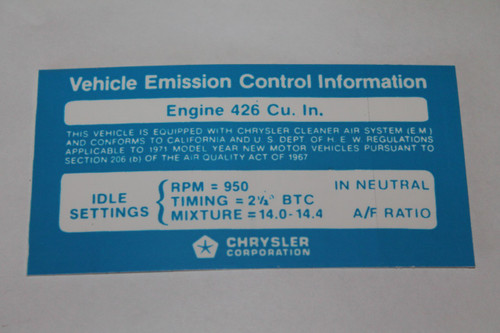 Vehicle Emission Control Information
Engine 426 Cu. In.
THIS VEHICLE IS EQUIPPED WITH CHRYSLER CLEANER AIR SYSTEM (E M)
AND CONFORMS TO CALIFORNIA AND U.S. DEPT OF H.E.W. REGULATIONS
APPLICABLE TO 1971 MODEL YEAR NEW MOTOR VEHICLES PURSUANT TO
SECTION 206 (b) OF THE AIR QUALITY ACT OF 1967
IDLE SETTINGS
RPM = 950 IN NEUTRAL
TIMING = 2½° BTC
MIXTURE = 14.0-14.4 A/F RATIO
CHRYSLER
CORPORATION